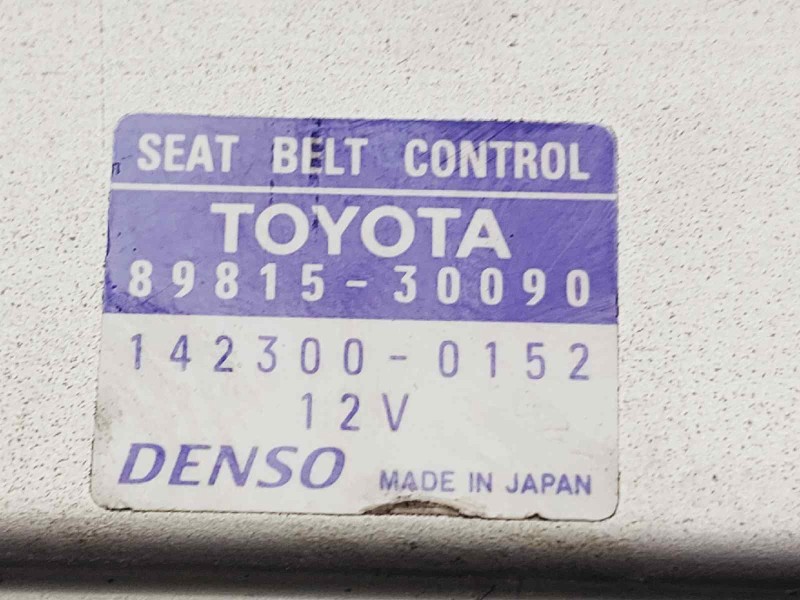 SEAT BELT CONTROL
TOYOTA
89815-30090
142300-0152
12V
DENSO MADE IN JAPAN